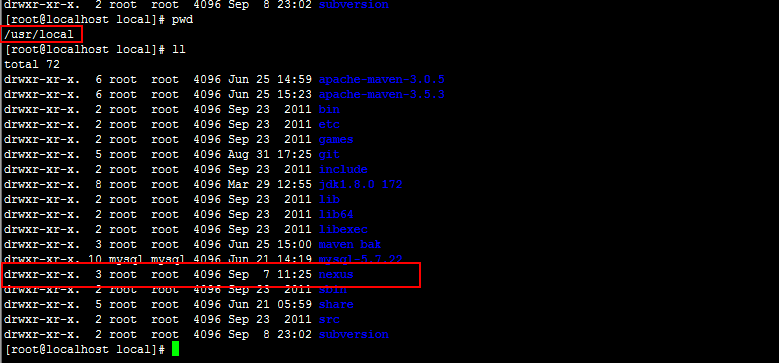 drwxr-xr-x. 2 root root 4096 Sep 8 23:02 subversion
[root@localhost local]# pwd
/usr/local
[root@localhost local]# ll
total 72
drwxr-xr-x. 6 root root 4096 Jun 25 14:59 apache-maven-3.0.5
drwxr-xr-x. 6 root root 4096 Jun 25 15:23 apache-maven-3.5.3
drwxr-xr-x. 2 root root 4096 Sep 23 2011 bin
drwxr-xr-x. 2 root root 4096 Sep 23 2011 etc
drwxr-xr-x. 2 root root 4096 Sep 23 2011 games
drwxr-xr-x. 5 root root 4096 Aug 31 17:25 git
drwxr-xr-x. 2 root root 4096 Sep 23 2011 include
drwxr-xr-x. 8 root root 4096 Mar 29 12:55 jdk1.8.0_172
drwxr-xr-x. 2 root root 4096 Sep 23 2011 lib
drwxr-xr-x. 2 root root 4096 Sep 23 2011 lib64
drwxr-xr-x. 2 root root 4096 Sep 23 2011 libexec
drwxr-xr-x. 3 root root 4096 Jun 25 15:00 maven_bak
drwxr-xr-x. 10 mysql mysql 4096 Jun 21 14:19 mysql-5.7.22
drwxr-xr-x. 3 root root 4096 Sep 7 11:25 nexus
drwxr-xr-x. 2 root root 4096 Sep 23 2011 sbin
drwxr-xr-x. 5 root root 4096 Jun 21 05:59 share
drwxr-xr-x. 2 root root 4096 Sep 23 2011 src
drwxr-xr-x. 2 root root 4096 Sep 8 23:02 subversion
[root@localhost local]#